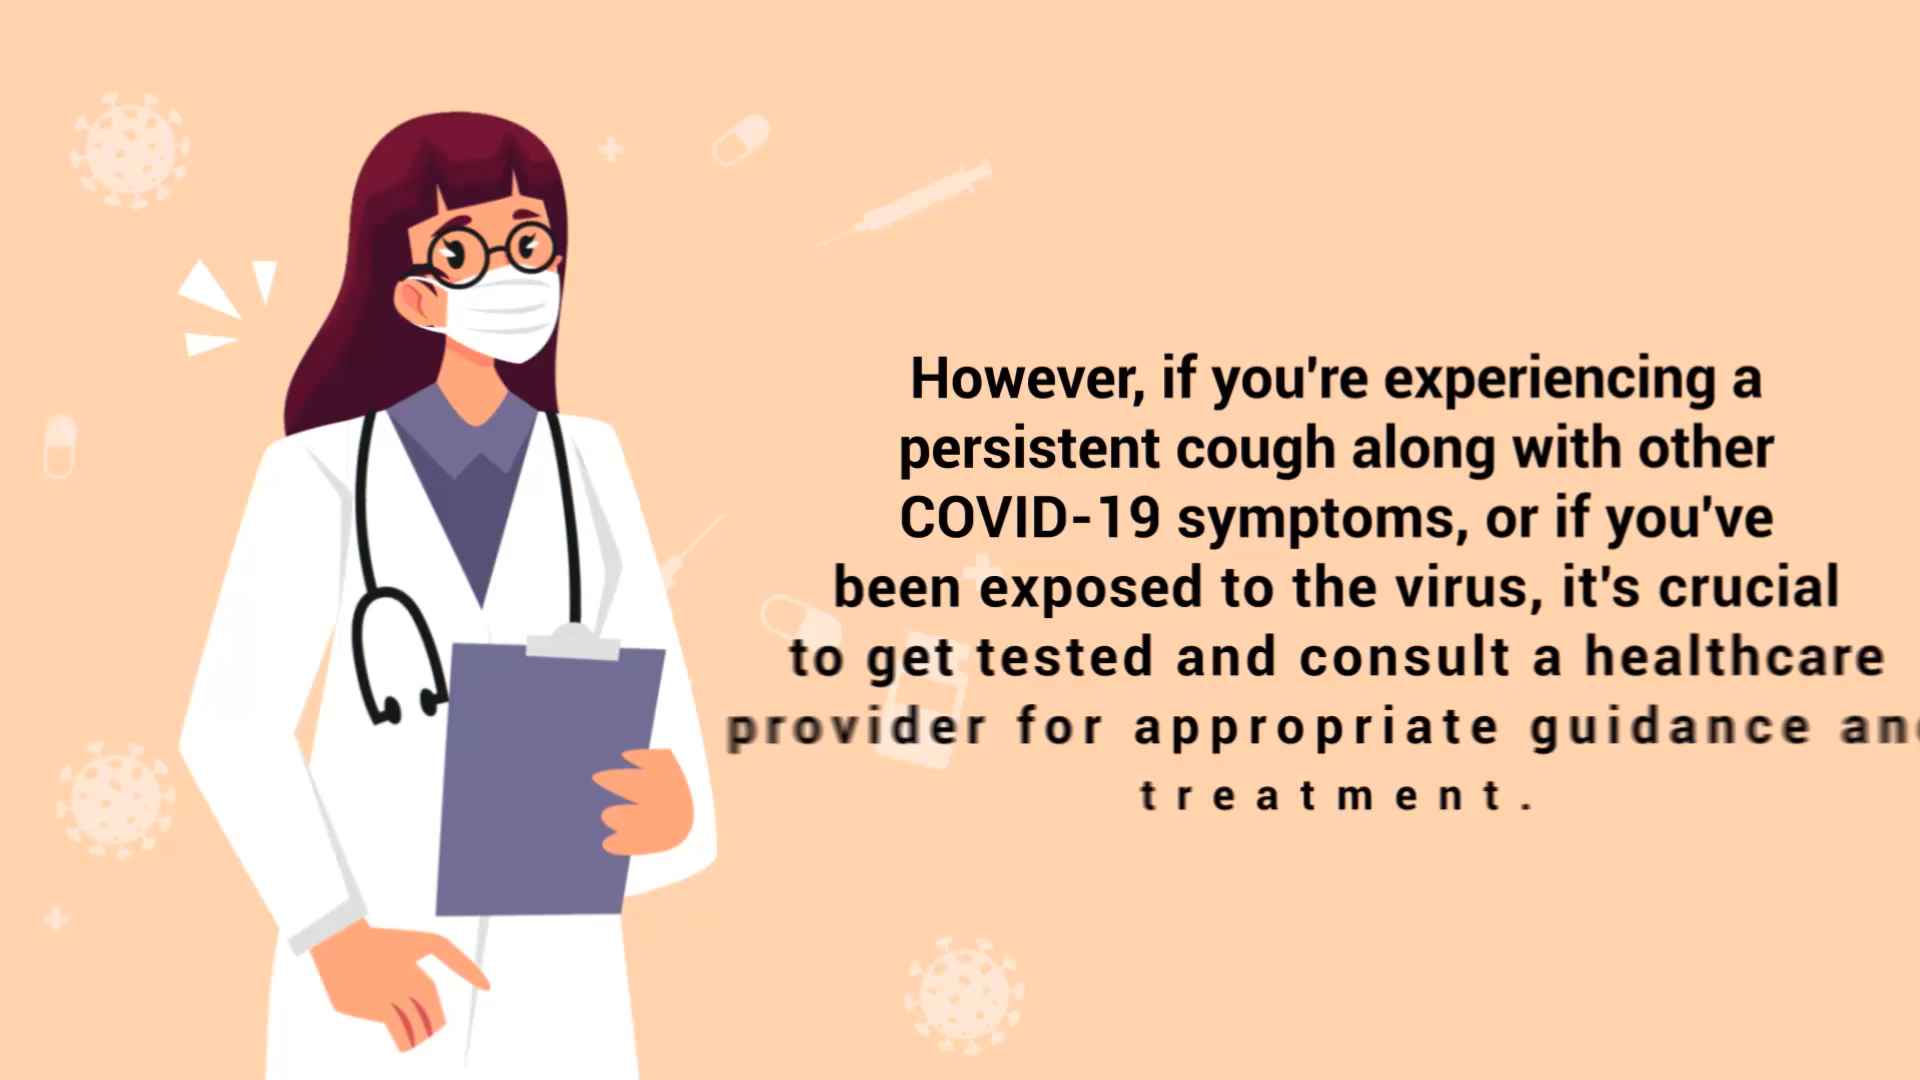 However, if you're experiencing a
persistent cough along with other
COVID-19 symptoms, or if you've
been exposed to the virus, it's crucial
to get tested and consult a healthcare
provider for appropriate guidance and
treatment.